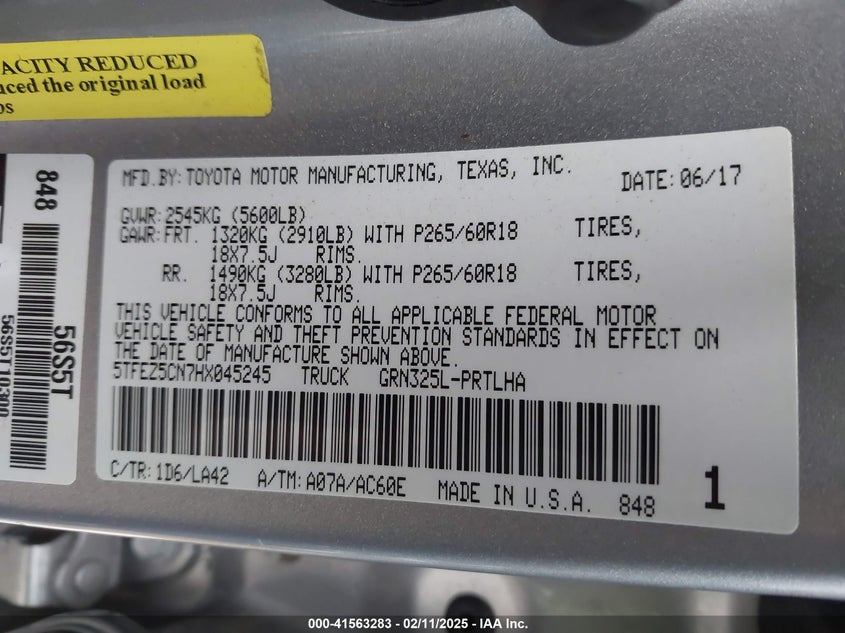 ACITY REDUCED
uced the original load
os
848
56S5T
56S5T10300
MFD.BY:TOYOTA MOTOR MANUFACTURING, TEXAS, INC.
DATE:06/17
GVWR:2545KG (5600LB)
GAWR:FRT. 1320KG (2910LB) WITH P265/60R18 TIRES,
18X7.5J RIMS.
RR. 1490KG (3280LB) WITH P265/60R18 TIRES,
18X7.5J RIMS.
THIS VEHICLE CONFORMS TO ALL APPLICABLE FEDERAL MOTOR
VEHICLE SAFETY AND THEFT PREVENTION STANDARDS IN EFFECT ON
THE DATE OF MANUFACTURE SHOWN ABOVE.
5TFEZ5CN7HX045245 TRUCK GRN325L-PRTLHA
C/TR:1D6/LA42 A/TM:A07A/AC60E MADE IN U.S.A. 848
1
000-41563283 - 02/11/2025 - IAA Inc.